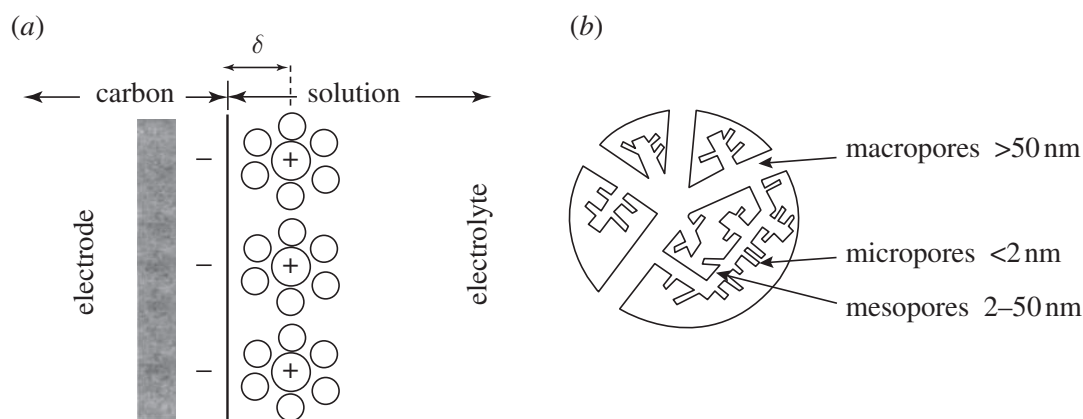 (a)
δ
carbon
solution
electrode
electrolyte
−
+
−
+
−
+
(b)
macropores >50 nm
micropores <2 nm
mesopores 2–50 nm